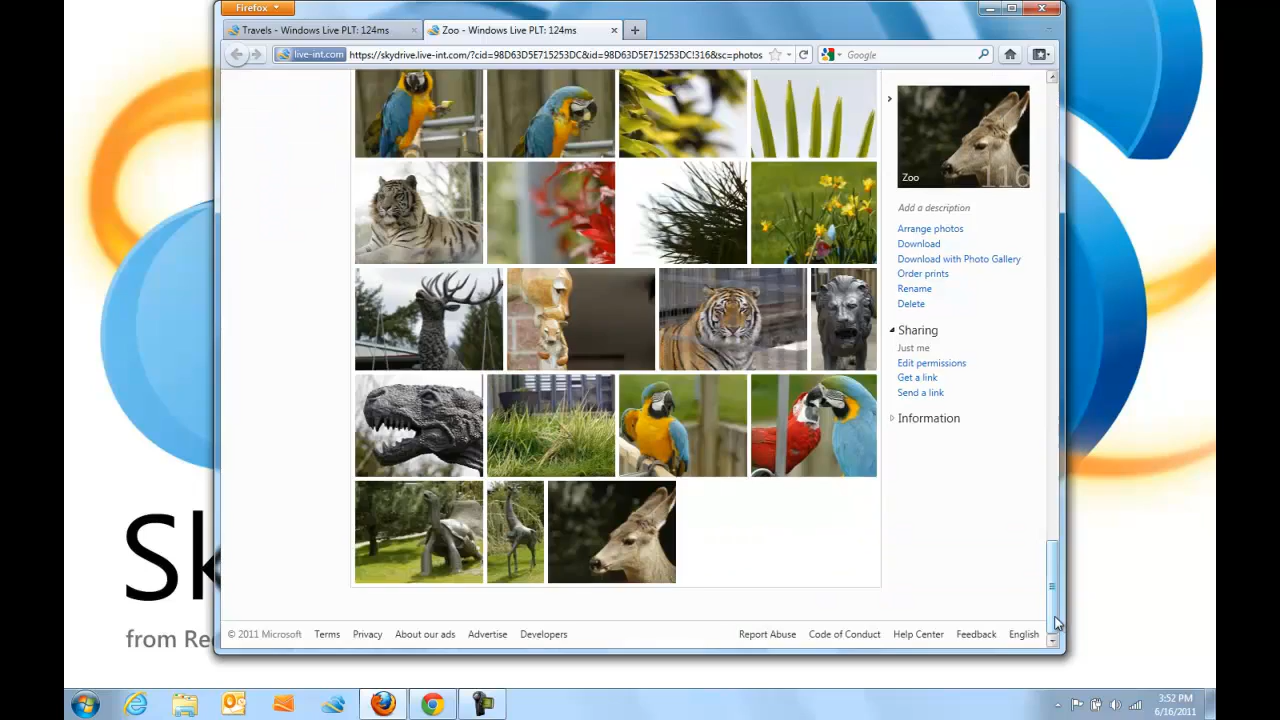 Firefox
Travels - Windows Live PLT: 124ms
Zoo - Windows Live PLT: 124ms
live-int.com https://skydrive.live-int.com/?cid=98D63D5E715253DC&id=98D63D5E715253DC!316&sc=photos
Google
Zoo
116
Add a description
Arrange photos
Download
Download with Photo Gallery
Order prints
Rename
Delete
Sharing
Just me
Edit permissions
Get a link
Send a link
Information
Sk
from Re
© 2011 Microsoft Terms Privacy About our ads Advertise Developers Report Abuse Code of Conduct Help Center Feedback English
3:52 PM
6/16/2011